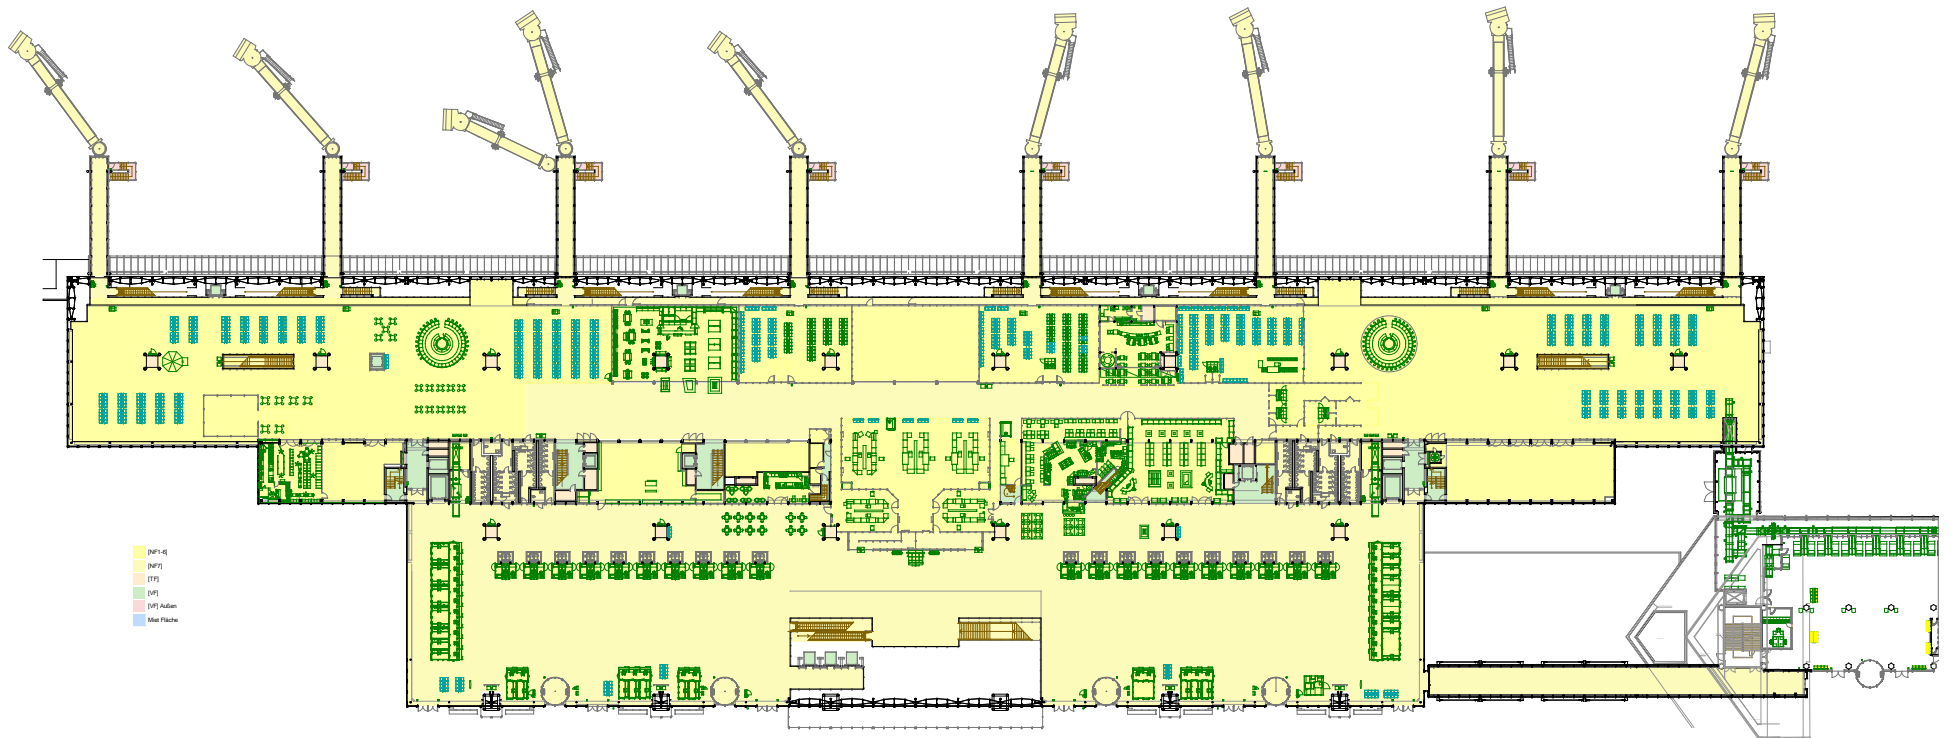 [NF1-6]
[NF7]
[TF]
[VF]
[VF] Außen
Miet Fläche